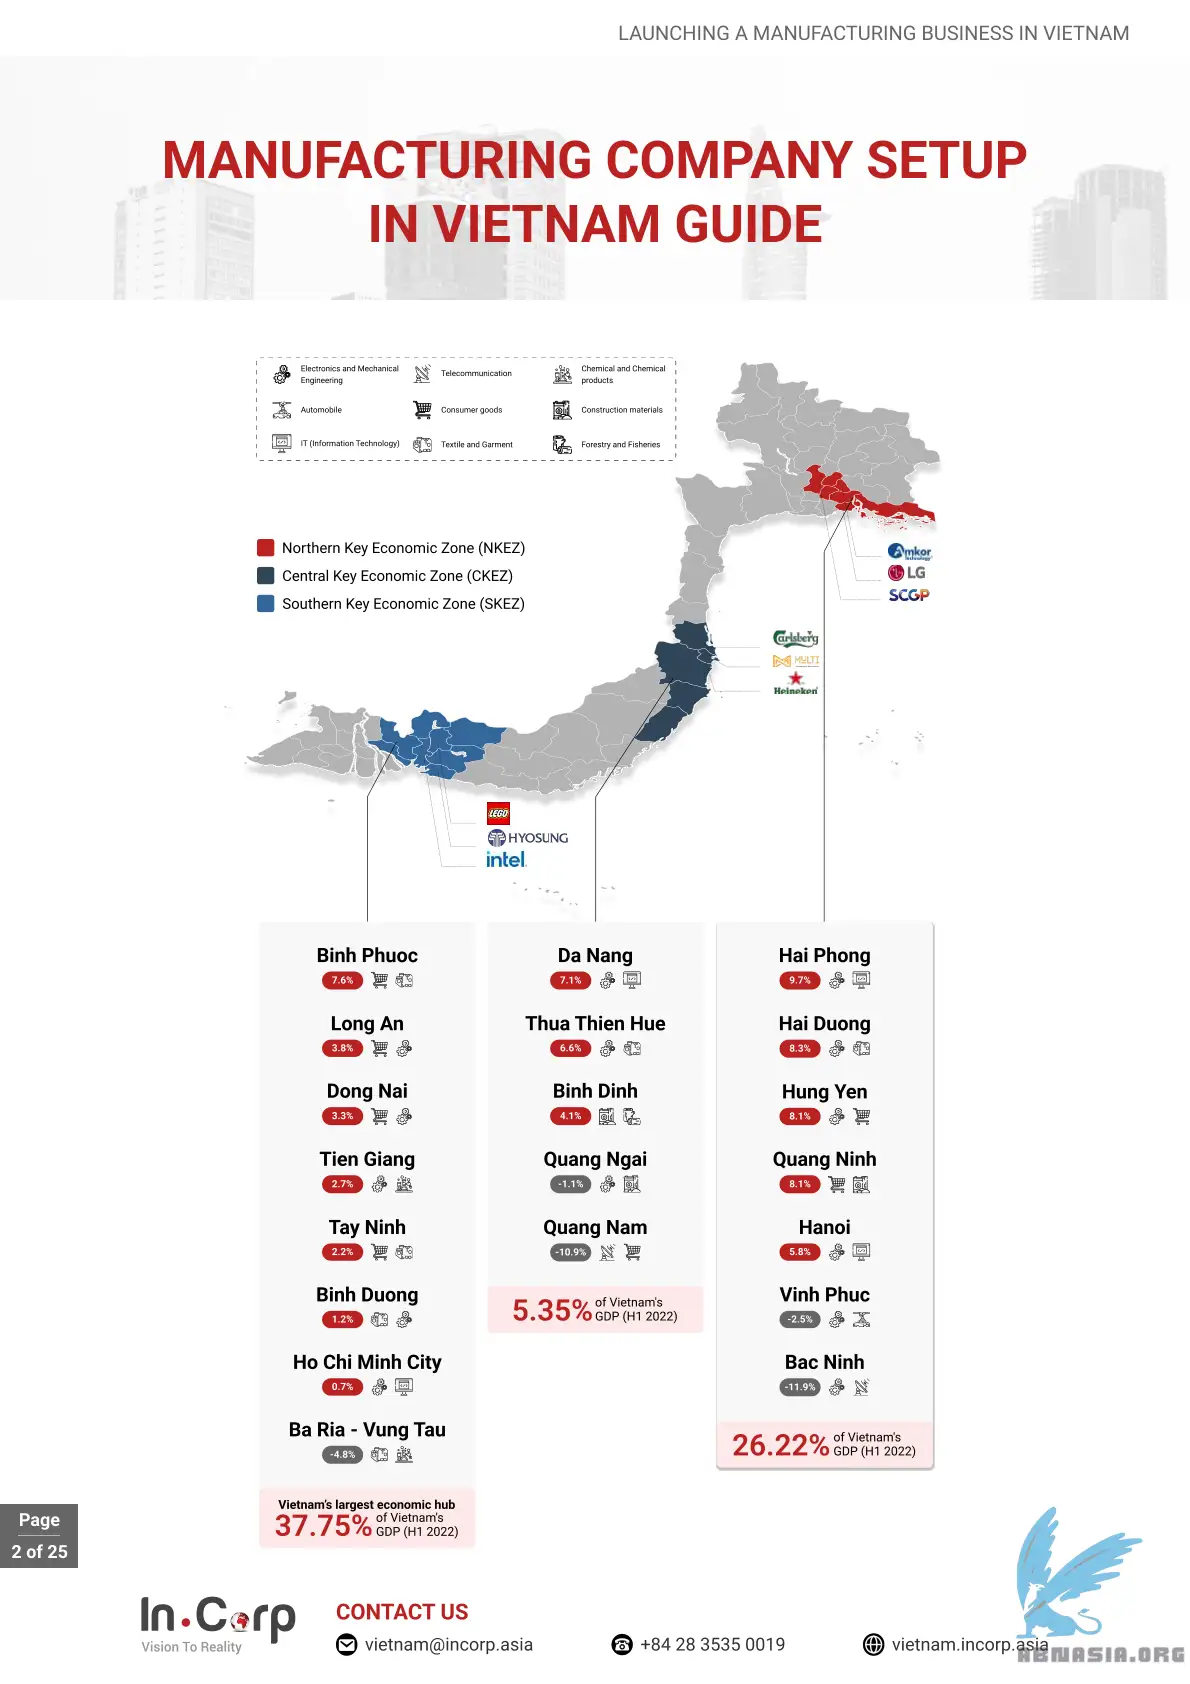 LAUNCHING A MANUFACTURING BUSINESS IN VIETNAM
MANUFACTURING COMPANY SETUP
IN VIETNAM GUIDE
Electronics and Mechanical
Engineering
Telecommunication
Chemical and Chemical
products
Automobile
Consumer goods
Construction materials
IT (Information Technology)
Textile and Garment
Forestry and Fisheries
Northern Key Economic Zone (NKEZ)
Central Key Economic Zone (CKEZ)
Southern Key Economic Zone (SKEZ)
Amkor
Technology
LG
SCGP
Carlsberg
MULTI
Heineken
LEGO
HYOSUNG
intel
Binh Phuoc
7.6%
Long An
3.8%
Dong Nai
3.3%
Tien Giang
2.7%
Tay Ninh
2.2%
Binh Duong
1.2%
Ho Chi Minh City
0.7%
Ba Ria - Vung Tau
-4.8%
Vietnam's largest economic hub
37.75% of Vietnam's
GDP (H1 2022)
Da Nang
7.1%
Thua Thien Hue
6.6%
Binh Dinh
4.1%
Quang Ngai
-1.1%
Quang Nam
-10.9%
5.35% of Vietnam's
GDP (H1 2022)
Hai Phong
9.7%
Hai Duong
8.3%
Hung Yen
8.1%
Quang Ninh
8.1%
Hanoi
5.8%
Vinh Phuc
-2.5%
Bac Ninh
-11.9%
26.22% of Vietnam's
GDP (H1 2022)
Page
2 of 25
In.Corp
Vision To Reality
CONTACT US
vietnam@incorp.asia
+84 28 3535 0019
vietnam.incorp.asia
ABNASIA.ORG